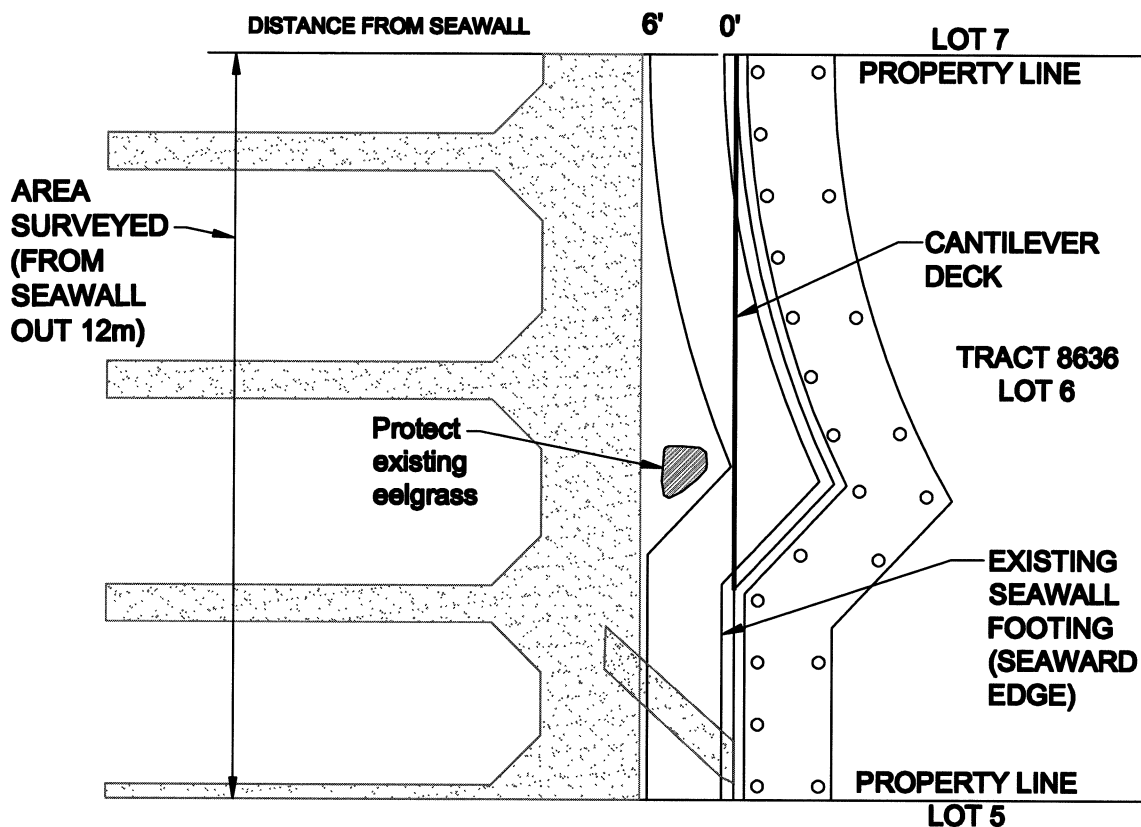 DISTANCE FROM SEAWALL
6'
0'
LOT 7
PROPERTY LINE
AREA
SURVEYED
(FROM
SEAWALL
OUT 12m)
CANTILEVER
DECK
TRACT 8636
LOT 6
Protect
existing
eelgrass
EXISTING
SEAWALL
FOOTING
(SEAWARD
EDGE)
PROPERTY LINE
LOT 5